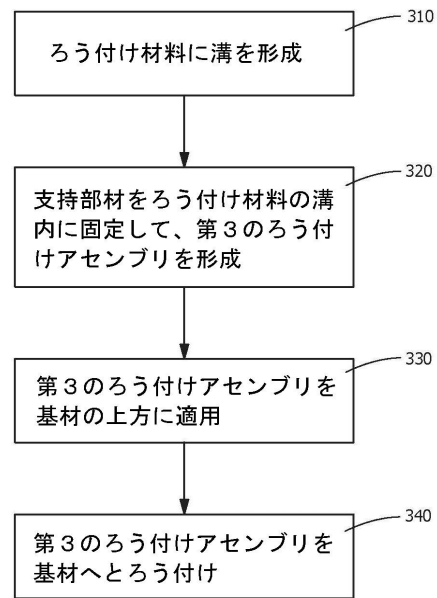 310
ろう付け材料に溝を形成
320
支持部材をろう付け材料の溝
内に固定して、第３のろう付
けアセンブリを形成
330
第３のろう付けアセンブリを
基材の上方に適用
340
第３のろう付けアセンブリを
基材へとろう付け